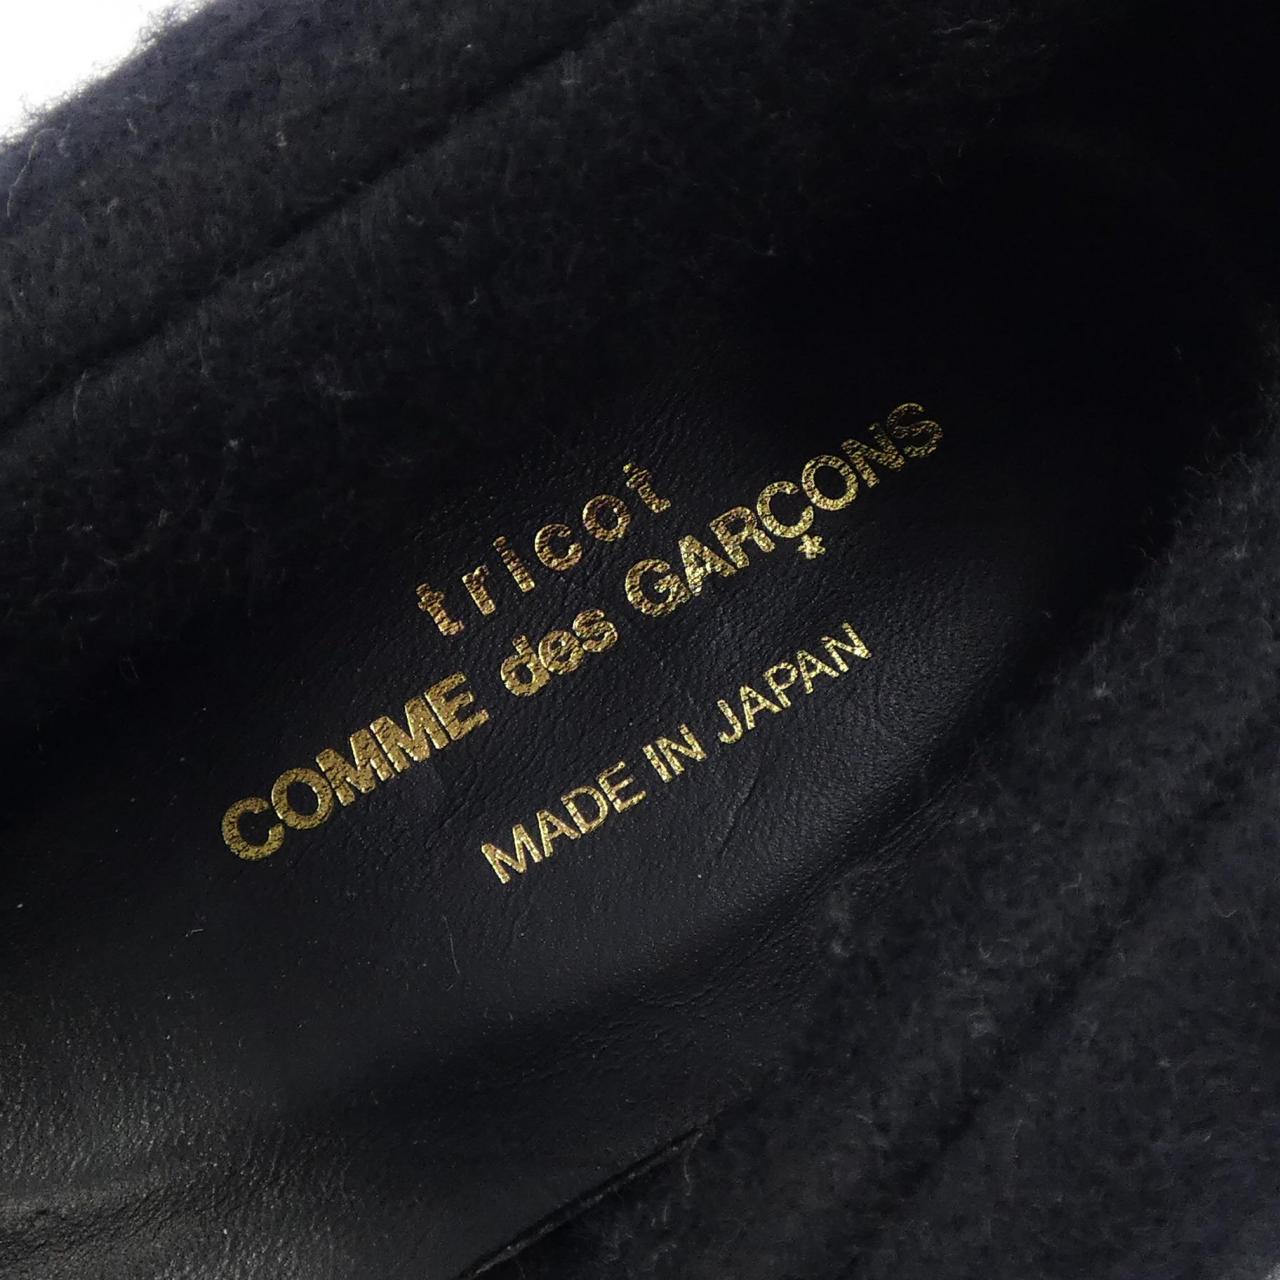 tricot
COMME des GARÇONS
MADE IN JAPAN